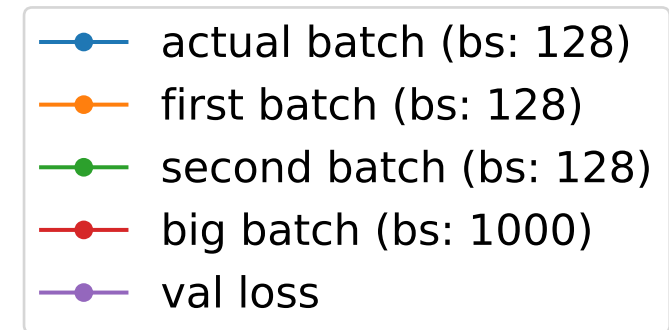 actual batch (bs: 128)
first batch (bs: 128)
second batch (bs: 128)
big batch (bs: 1000)
val loss